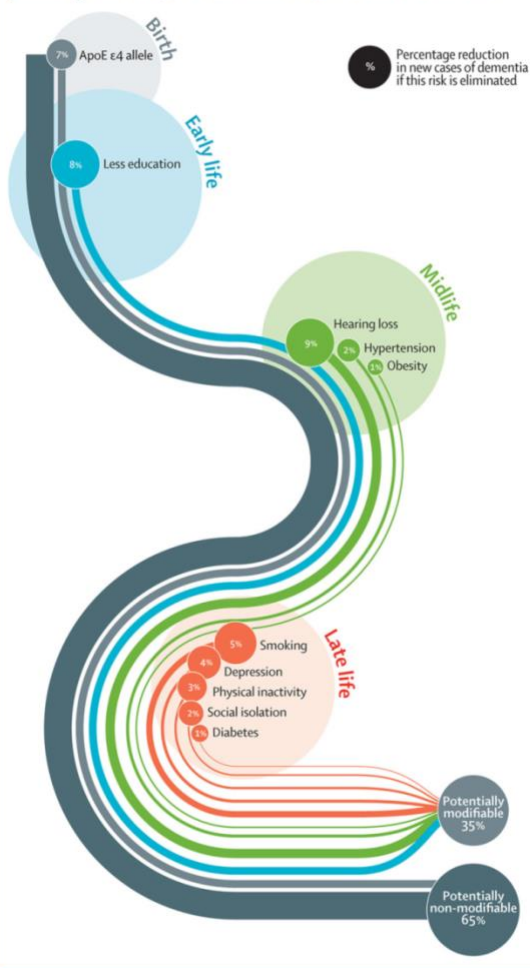 Birth
7% ApoE ε4 allele
%
Percentage reduction
in new cases of dementia
if this risk is eliminated
Early life
8% Less education
Midlife
Hearing loss
9%
2% Hypertension
1% Obesity
Late life
5% Smoking
4% Depression
3% Physical inactivity
2% Social isolation
1% Diabetes
Potentially
modifiable
35%
Potentially
non-modifiable
65%